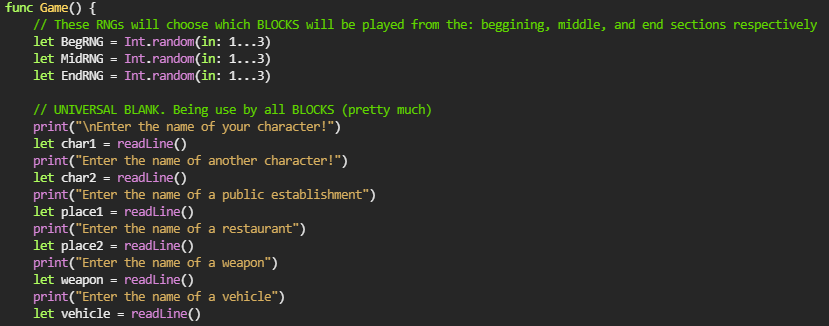 func Game() {
// These RNGs will choose which BLOCKS will be played from the: beggining, middle, and end sections respectively
let BegRNG = Int.random(in: 1...3)
let MidRNG = Int.random(in: 1...3)
let EndRNG = Int.random(in: 1...3)
// UNIVERSAL BLANK. Being use by all BLOCKS (pretty much)
print("\nEnter the name of your character!")
let char1 = readLine()
print("Enter the name of another character!")
let char2 = readLine()
print("Enter the name of a public establishment")
let place1 = readLine()
print("Enter the name of a restaurant")
let place2 = readLine()
print("Enter the name of a weapon")
let weapon = readLine()
print("Enter the name of a vehicle")
let vehicle = readLine()